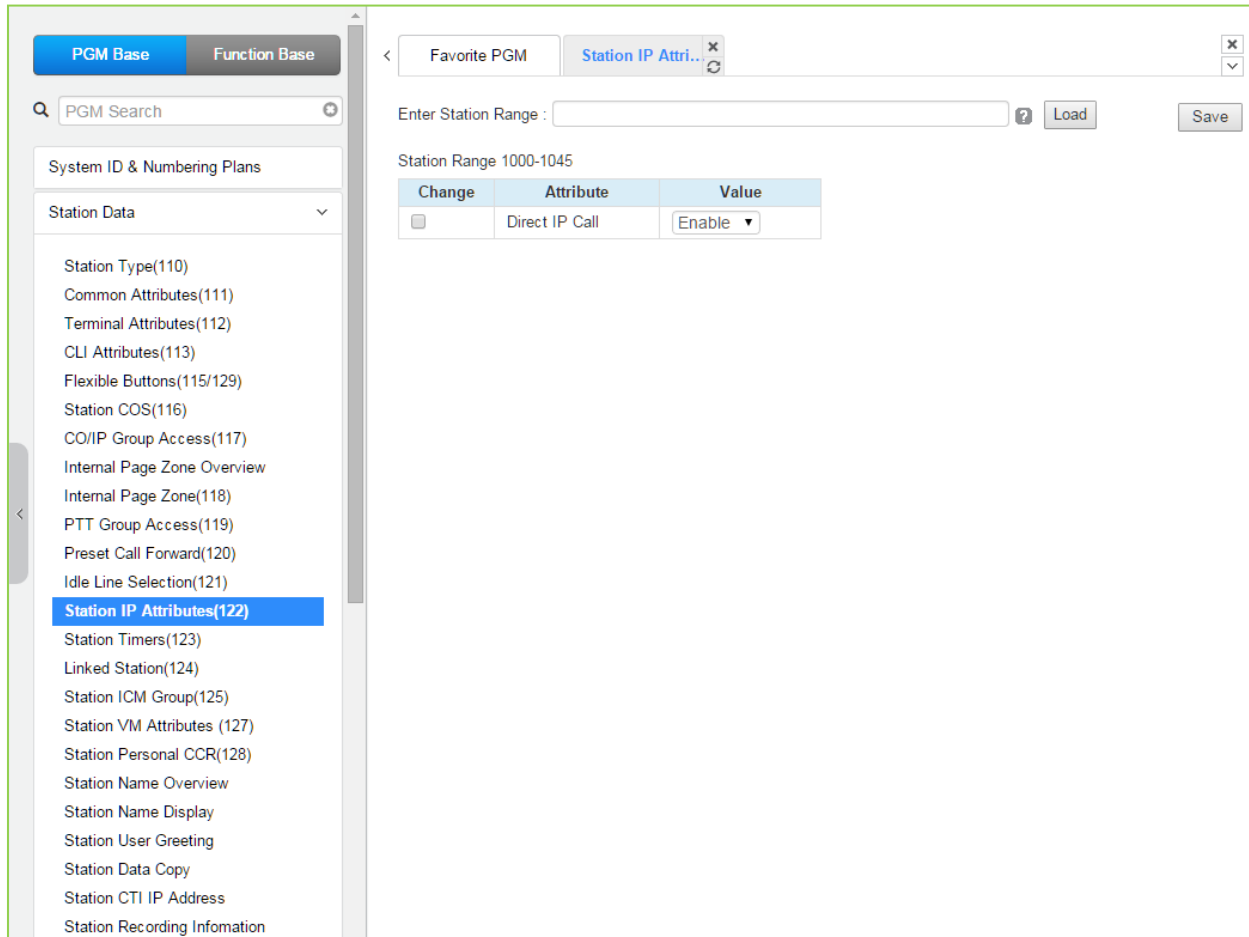 PGM Base
Function Base
PGM Search
System ID & Numbering Plans
Station Data
Station Type(110)
Common Attributes(111)
Terminal Attributes(112)
CLI Attributes(113)
Flexible Buttons(115/129)
Station COS(116)
CO/IP Group Access(117)
Internal Page Zone Overview
Internal Page Zone(118)
PTT Group Access(119)
Preset Call Forward(120)
Idle Line Selection(121)
Station IP Attributes(122)
Station Timers(123)
Linked Station(124)
Station ICM Group(125)
Station VM Attributes (127)
Station Personal CCR(128)
Station Name Overview
Station Name Display
Station User Greeting
Station Data Copy
Station CTI IP Address
Station Recording Infomation
Favorite PGM
Station IP Attri...
Enter Station Range :
?
Load
Save
Station Range 1000-1045
Change Attribute Value
Direct IP Call Enable